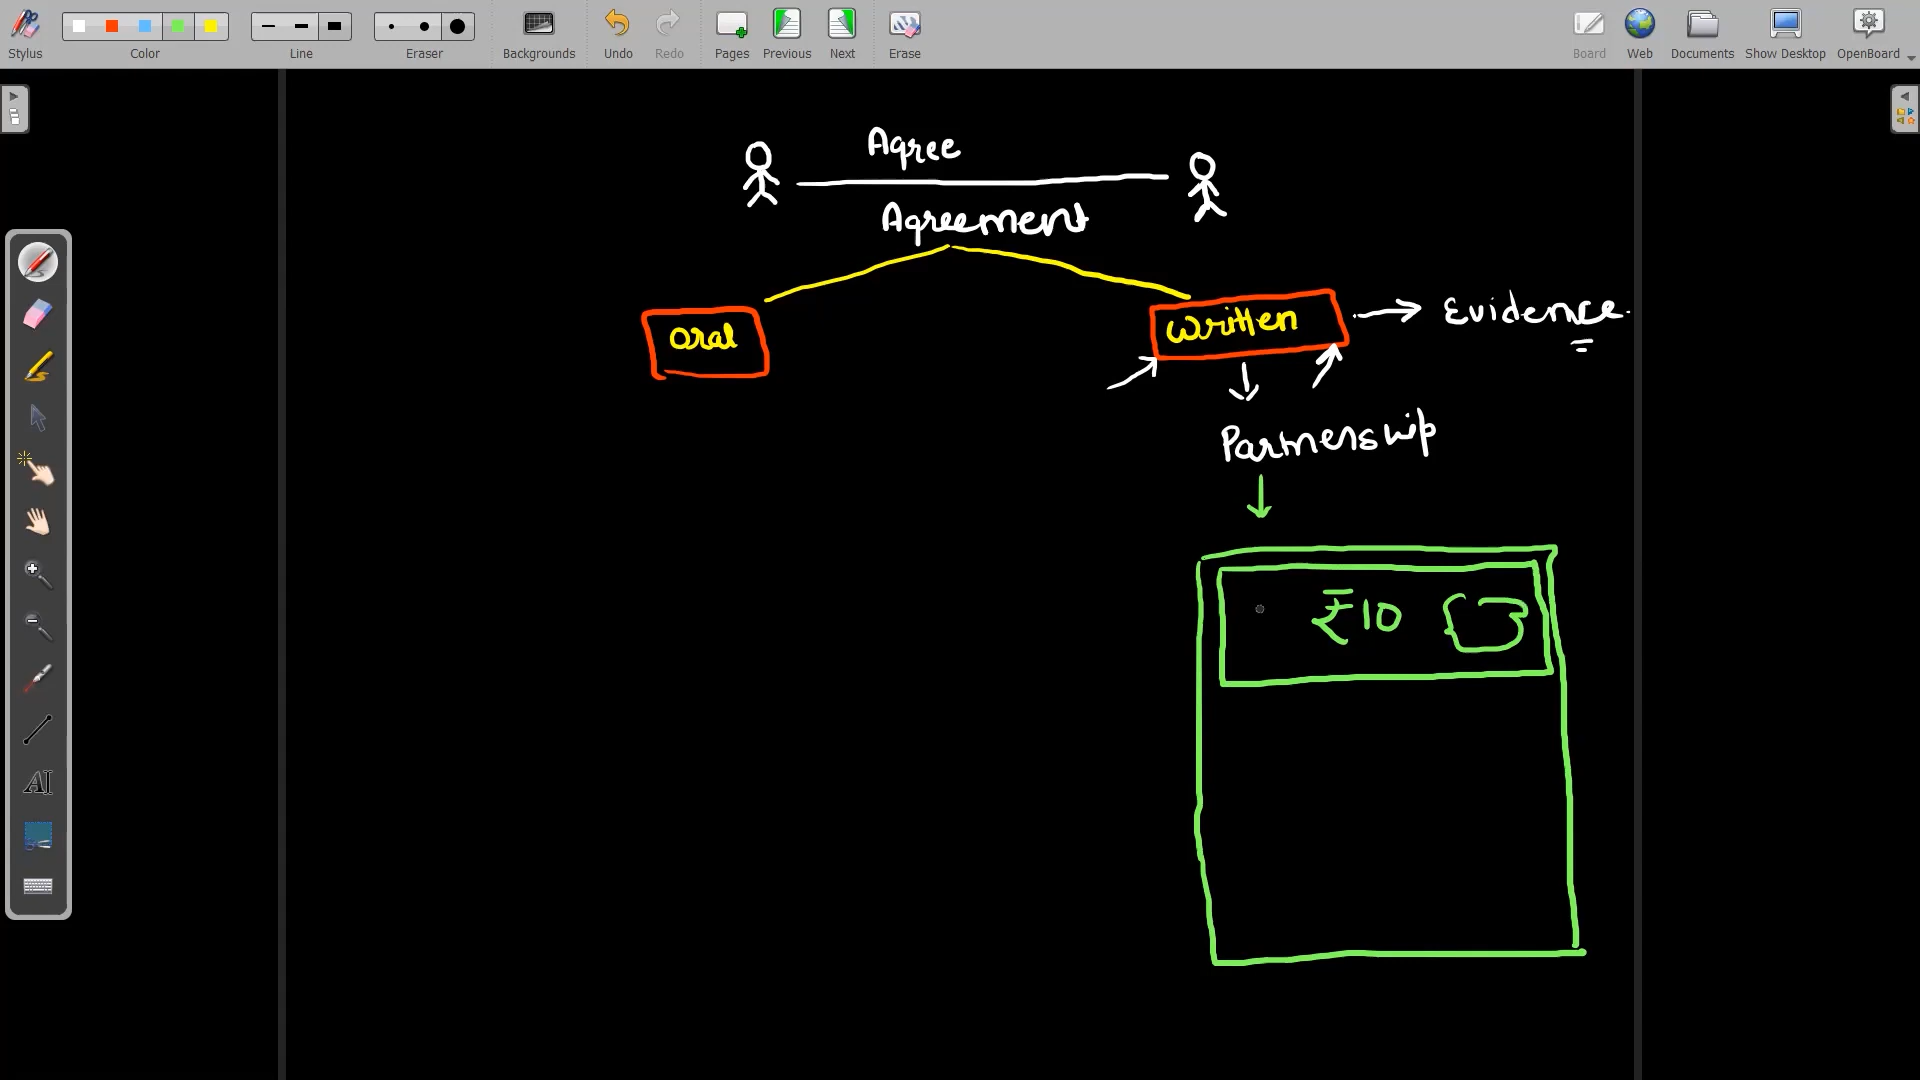 Stylus Color Line Eraser Backgrounds Undo Redo Pages Previous Next Erase Board Web Documents Show Desktop OpenBoard
Agree
Agreement
oral
written
Evidence.
Partnership
₹10
AI